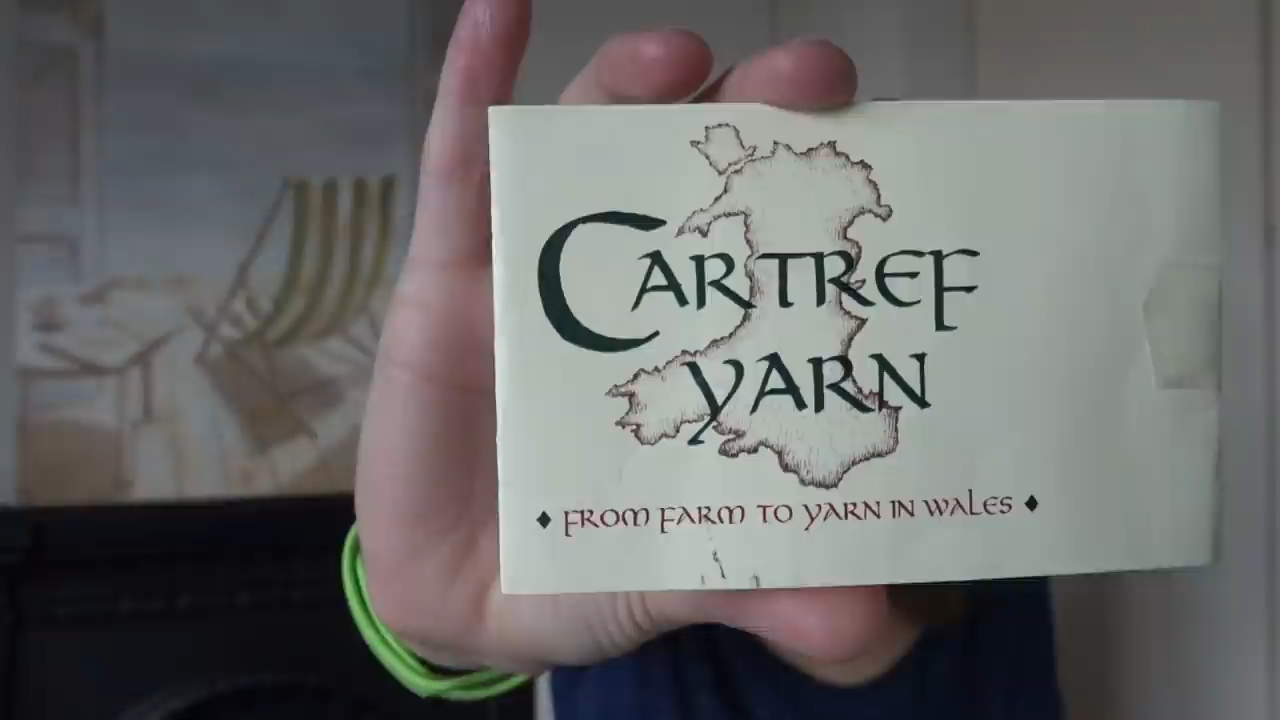 Cartref
Yarn
♦ From Farm to Yarn in Wales ♦